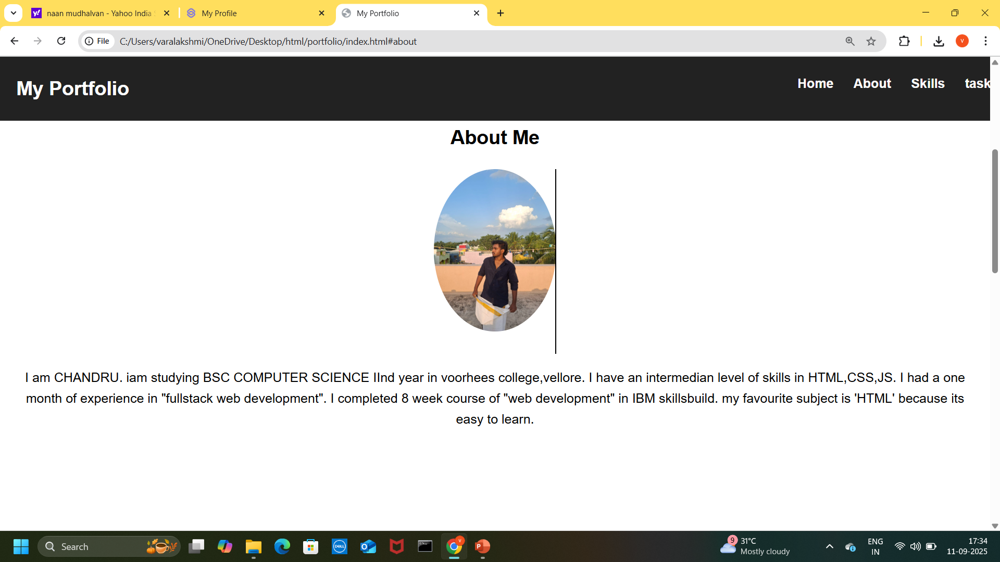 naan mudhalvan - Yahoo India
My Profile
My Portfolio
File
C:/Users/varalakshmi/OneDrive/Desktop/html/portfolio/index.html#about
V
My Portfolio
Home About Skills task
About Me
I am CHANDRU. iam studying BSC COMPUTER SCIENCE IInd year in voorhees college,vellore. I have an intermedian level of skills in HTML,CSS,JS. I had a one
month of experience in "fullstack web development". I completed 8 week course of "web development" in IBM skillsbuild. my favourite subject is 'HTML' because its
easy to learn.
Search
DELL
V
P
9
31°C
Mostly cloudy
ENG
IN
17:34
11-09-2025